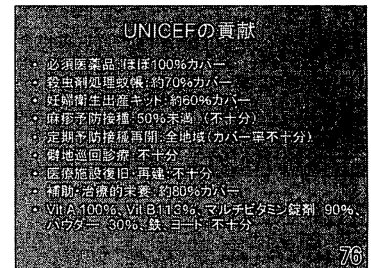 UNICEFの貢献
・ 必須医薬品:ほぼ100%カバー
・ 殺虫剤処理蚊帳:約70%カバー
・ 妊婦衛生出産キット:約60%カバー
・ 麻疹予防接種:50%未満 (不十分)
・ 定期予防接種再開:全地域(カバー率不十分)
・ 僻地巡回診療:不十分
・ 医療施設復旧・再建:不十分
・ 補助・治療的栄養:約80%カバー
・ Vit A 100%、Vit B113%、マルチビタミン錠剤 90%、
パウダー 30%、鉄、ヨード:不十分
76